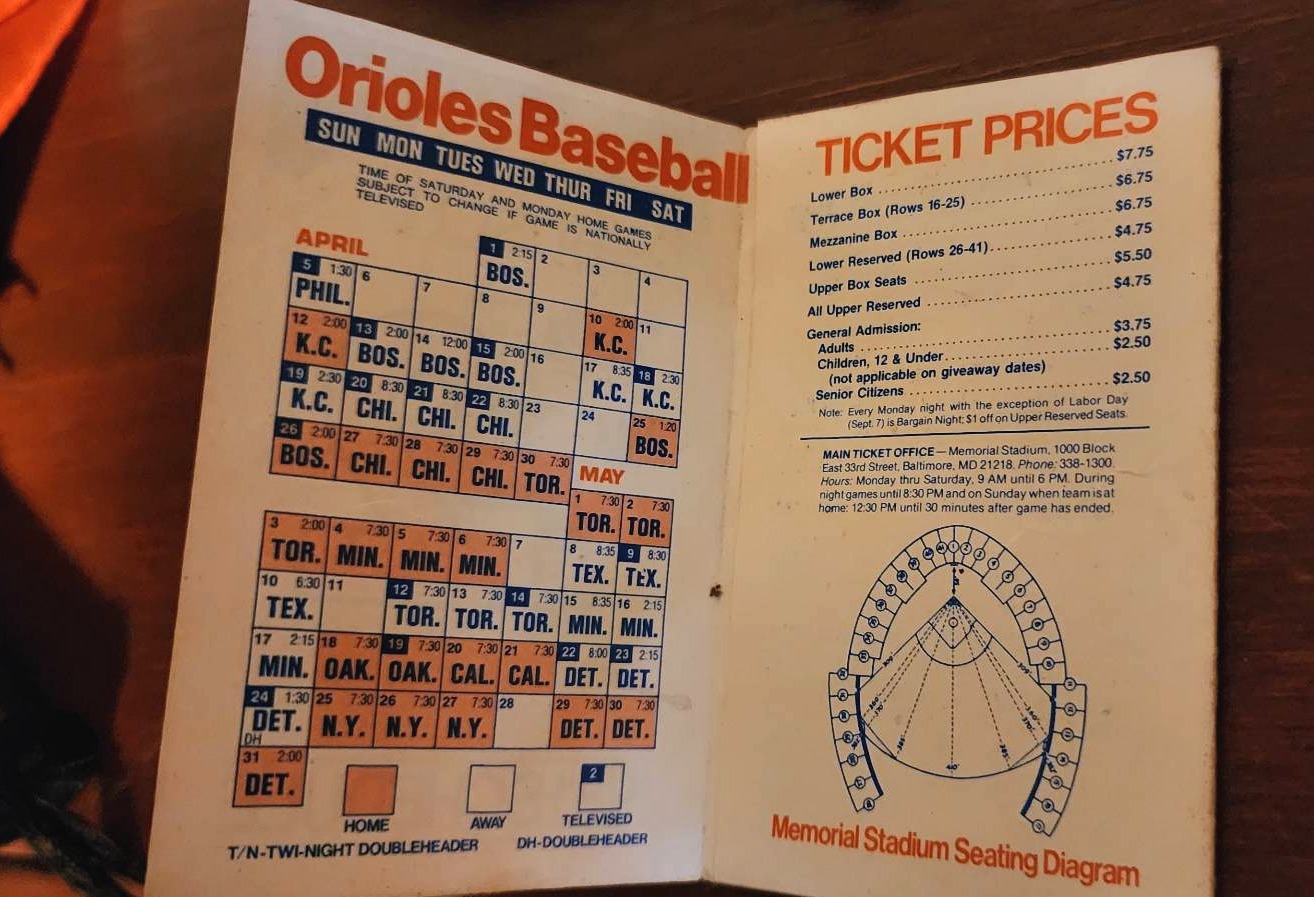 Orioles Baseball
SUN MON TUES WED THUR FRI SAT
TIME OF SATURDAY AND MONDAY HOME GAMES
SUBJECT TO CHANGE IF GAME IS NATIONALLY
TELEVISED
APRIL
1 2:15 2 3 4
BOS.
5 1:30 6 7 8 9 10 2:00 11
PHIL. K.C.
12 2:00 13 2:00 14 12:00 15 2:00 16 17 8:35 18 2:30
K.C. BOS. BOS. BOS. K.C. K.C.
19 2:30 20 8:30 21 8:30 22 8:30 23 24 25 1:20
K.C. CHI. CHI. CHI. BOS.
26 2:00 27 7:30 28 7:30 29 7:30 30 7:30
BOS. CHI. CHI. CHI. TOR.
MAY
1 7:30 2 7:30
TOR. TOR.
3 2:00 4 7:30 5 7:30 6 7:30 7 8 8:35 9 8:30
TOR. MIN. MIN. MIN. TEX. TEX.
10 6:30 11 12 7:30 13 7:30 14 7:30 15 8:35 16 2:15
TEX. TOR. TOR. TOR. MIN. MIN.
17 2:15 18 7:30 19 7:30 20 7:30 21 7:30 22 8:00 23 2:15
MIN. OAK. OAK. CAL. CAL. DET. DET.
24 1:30 25 7:30 26 7:30 27 7:30 28 29 7:30 30 7:30
DET. N.Y. N.Y. N.Y. DET. DET.
DH
31 2:00
DET.
2
HOME AWAY TELEVISED
T/N-TWI-NIGHT DOUBLEHEADER DH-DOUBLEHEADER
TICKET PRICES
Lower Box $7.75
Terrace Box (Rows 16-25) $6.75
Mezzanine Box $6.75
Lower Reserved (Rows 26-41) $4.75
Upper Box Seats $5.50
All Upper Reserved $4.75
General Admission:
Adults $3.75
Children, 12 & Under $2.50
(not applicable on giveaway dates)
Senior Citizens $2.50
Note: Every Monday night with the exception of Labor Day
(Sept. 7) is Bargain Night; $1 off on Upper Reserved Seats.
MAIN TICKET OFFICE — Memorial Stadium, 1000 Block
East 33rd Street, Baltimore, MD 21218. Phone: 338-1300.
Hours: Monday thru Saturday, 9 AM until 6 PM. During
night games until 8:30 PM and on Sunday when team is at
home: 12:30 PM until 30 minutes after game has ended.
Memorial Stadium Seating Diagram